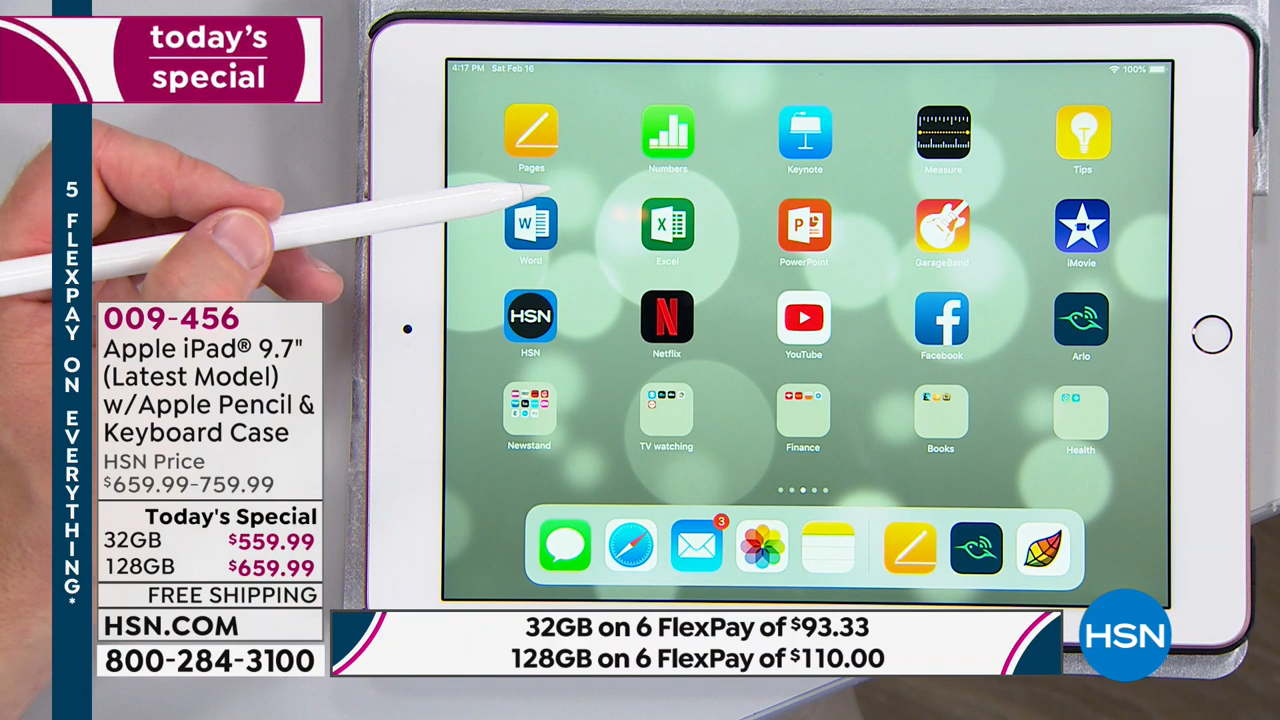 today's
special
5 FLEXPAY ON EVERYTHING.*
009-456
Apple iPad® 9.7"
(Latest Model)
w/Apple Pencil &
Keyboard Case
HSN Price
$659.99-759.99
Today's Special
32GB $559.99
128GB $659.99
FREE SHIPPING
HSN.COM
800-284-3100
4:17 PM Sat Feb 16 100%
Pages Numbers Keynote Measure Tips
W X P
Word Excel PowerPoint GarageBand iMovie
HSN N f
HSN Netflix YouTube Facebook Arlo
Newstand TV watching Finance Books Health
3
32GB on 6 FlexPay of $93.33
128GB on 6 FlexPay of $110.00
HSN